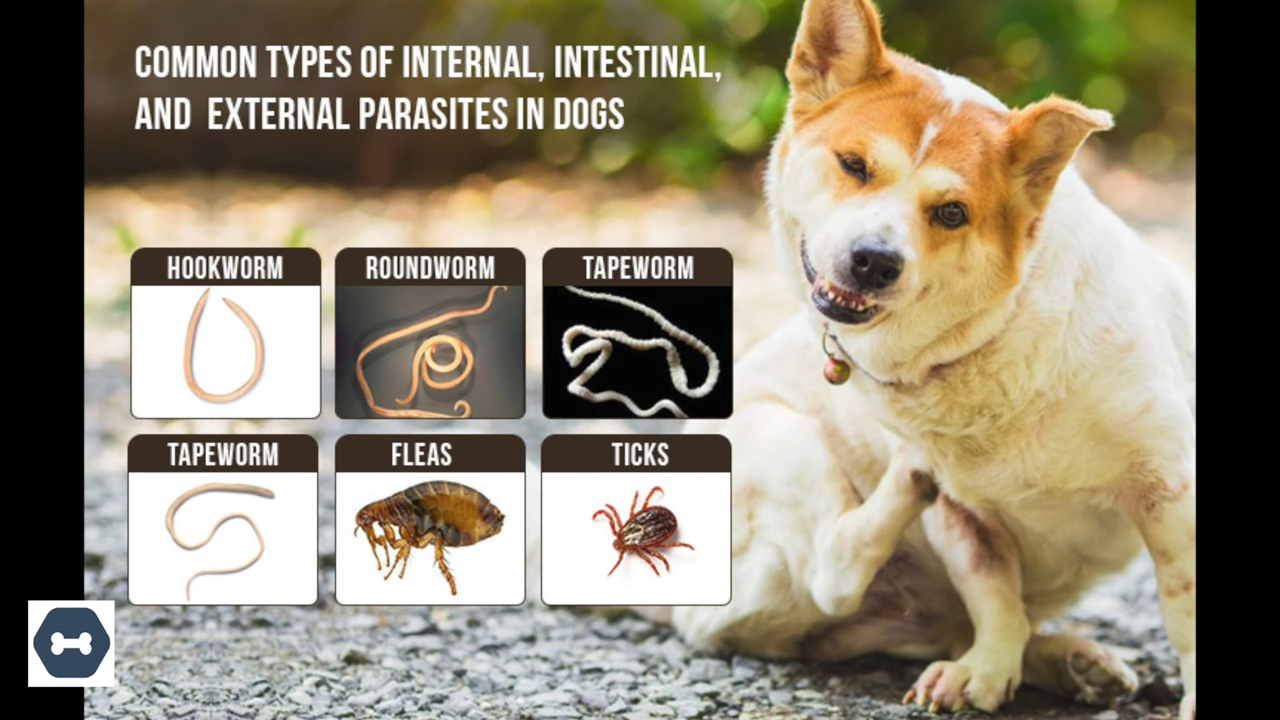 COMMON TYPES OF INTERNAL, INTESTINAL,
AND EXTERNAL PARASITES IN DOGS
HOOKWORM
ROUNDWORM
TAPEWORM
TAPEWORM
FLEAS
TICKS